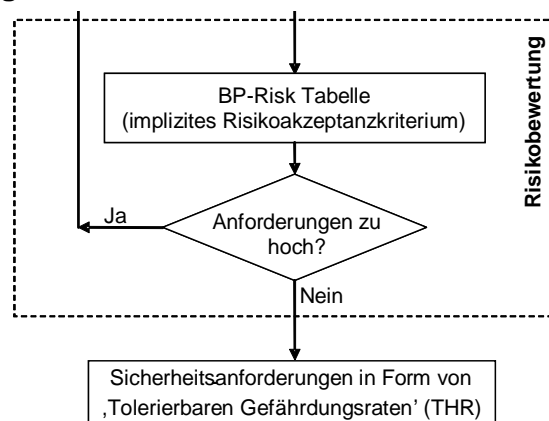 BP-Risk Tabelle
(implizites Risikoakzeptanzkriterium)
Risikobewertung
Anforderungen zu
hoch?
Ja
Nein
Sicherheitsanforderungen in Form von
‚Tolerierbaren Gefährdungsraten’ (THR)